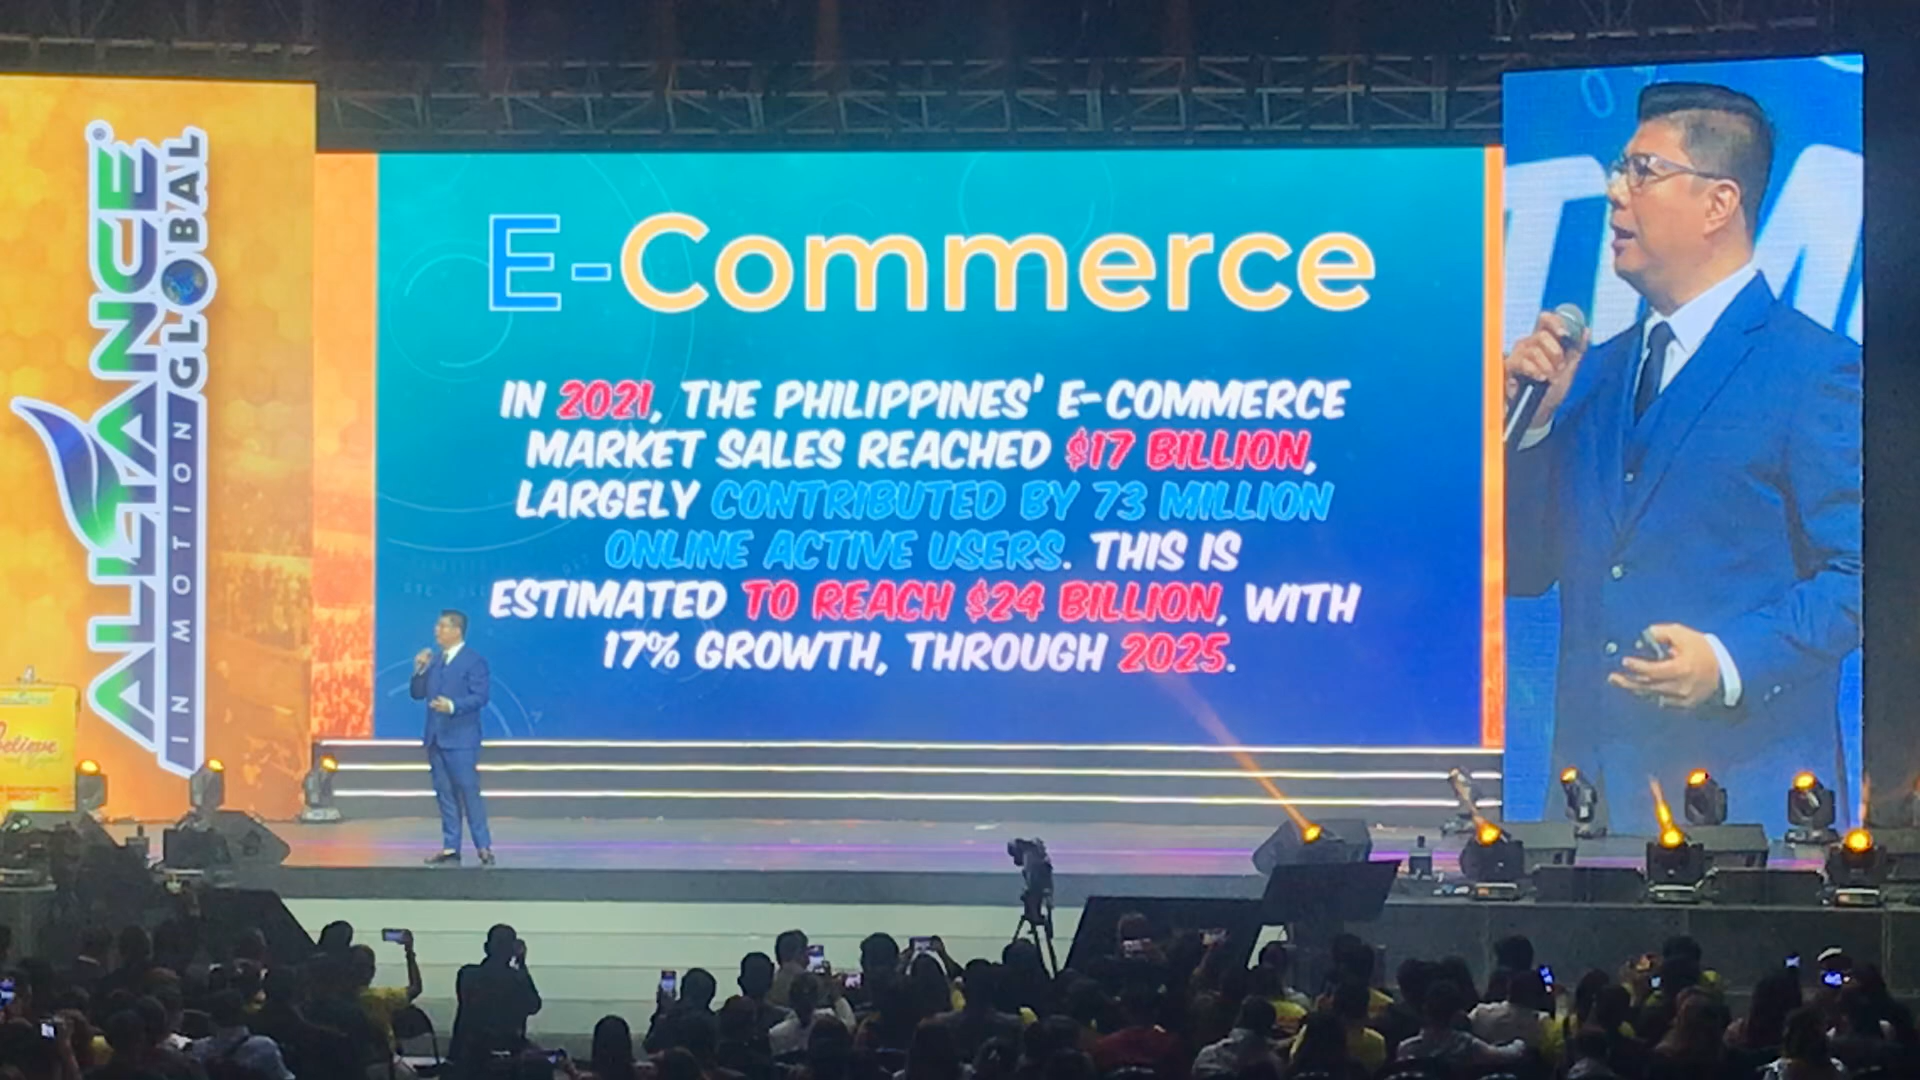 ALLIANCE®
IN MOTION GLOBAL
E-Commerce
IN 2021, THE PHILIPPINES' E-COMMERCE
MARKET SALES REACHED $17 BILLION,
LARGELY CONTRIBUTED BY 73 MILLION
ONLINE ACTIVE USERS. THIS IS
ESTIMATED TO REACH $24 BILLION, WITH
17% GROWTH, THROUGH 2025.